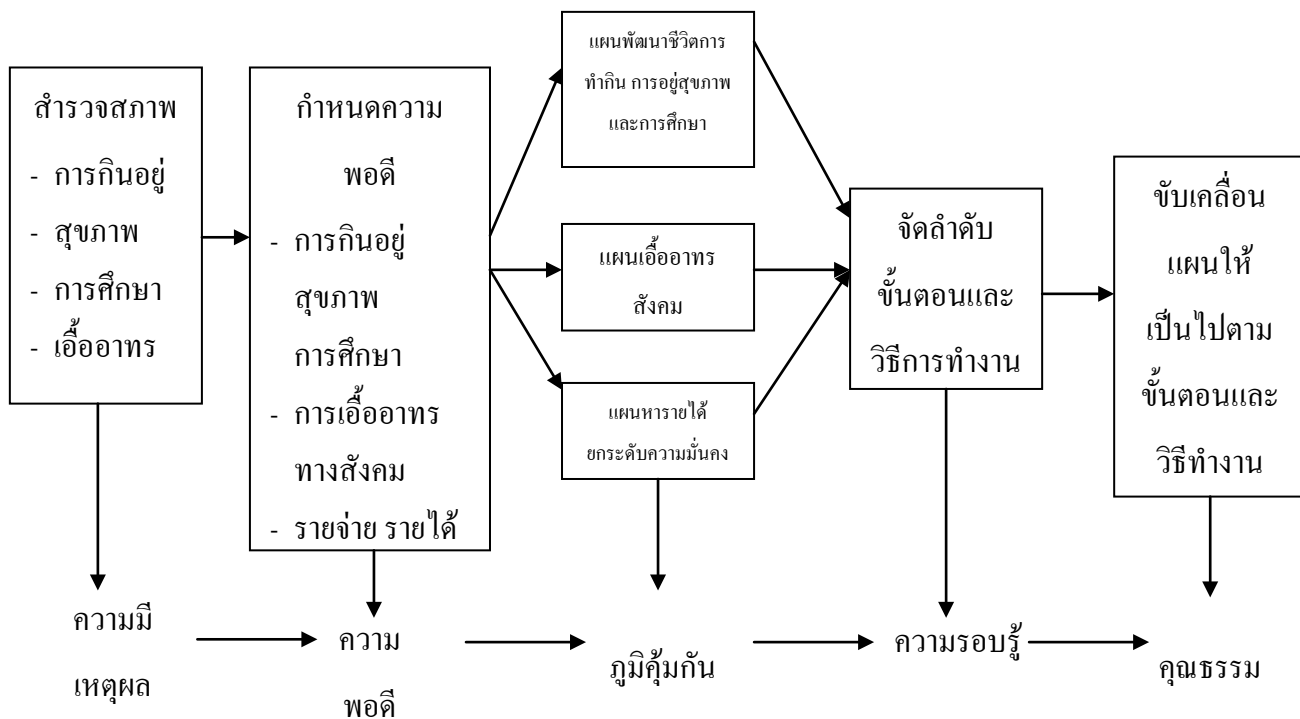 สำรวจสภาพ
- การกินอยู่
- สุขภาพ
- การศึกษา
- เอื้ออาทร
กำหนดความ
พอดี
- การกินอยู่
สุขภาพ
การศึกษา
- การเอื้ออาทร
ทางสังคม
- รายจ่าย รายได้
แผนพัฒนาชีวิตการ
ทำกิน การอยู่สุขภาพ
และการศึกษา
แผนเอื้ออาทร
สังคม
แผนหารายได้
ยกระดับความมั่นคง
จัดลำดับ
ขั้นตอนและ
วิธีการทำงาน
ขับเคลื่อน
แผนให้
เป็นไปตาม
ขั้นตอนและ
วิธีทำงาน
ความมี
เหตุผล
ความ
พอดี
ภูมิคุ้มกัน
ความรอบรู้
คุณธรรม